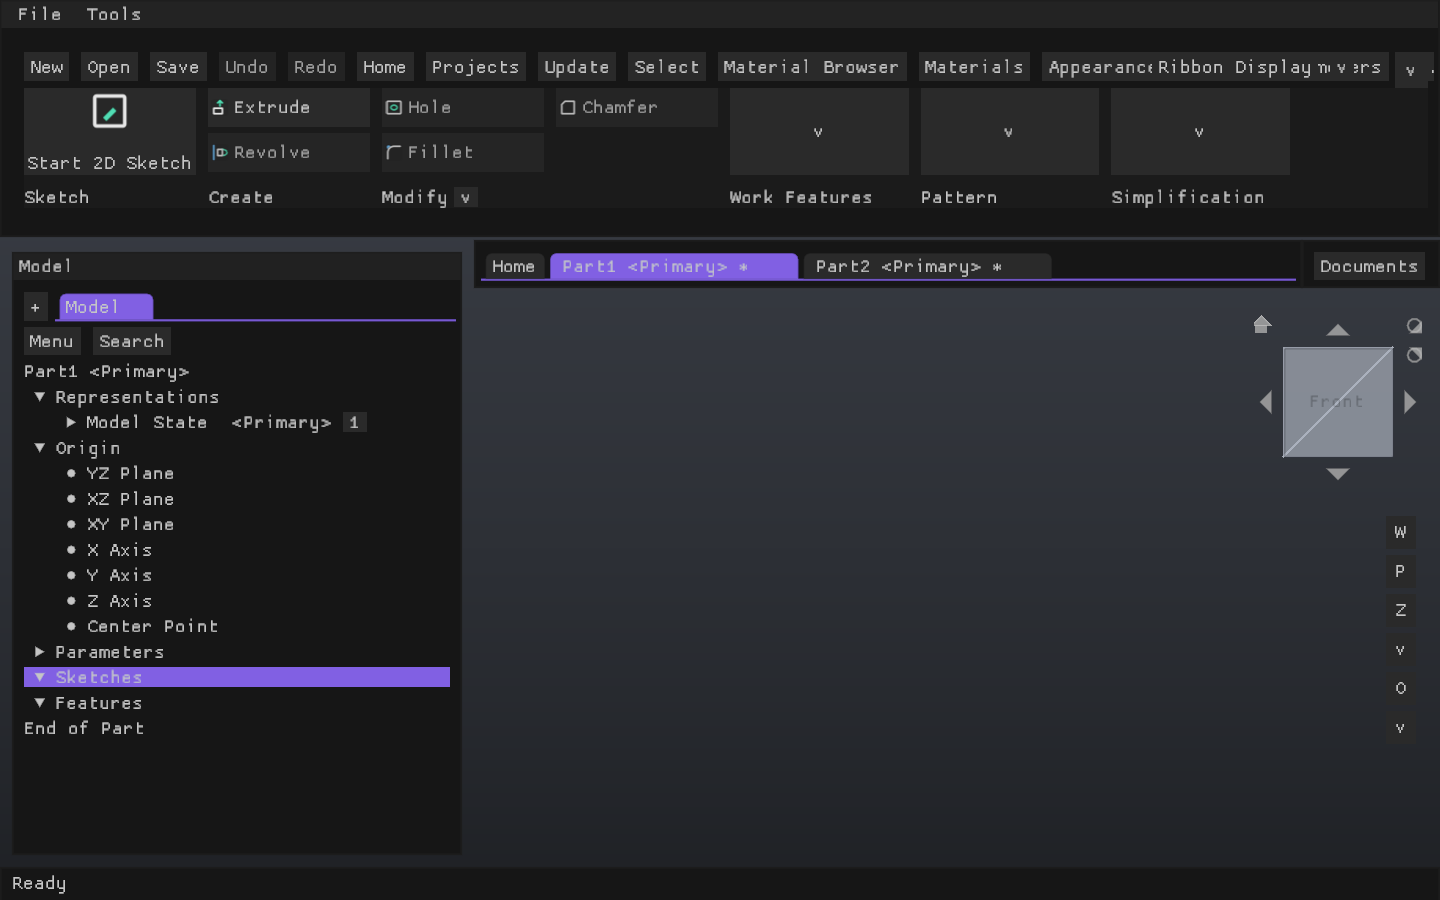 File Tools
New Open Save Undo Redo Home Projects Update Select Material Browser Materials Appearance Ribbon Display v
Start 2D Sketch
Extrude
Revolve
Hole
Fillet
Chamfer
v
v
v
Sketch Create Modify v Work Features Pattern Simplification
Model
+ Model
Menu Search
Part1 <Primary>
Representations
Model State <Primary> 1
Origin
YZ Plane
XZ Plane
XY Plane
X Axis
Y Axis
Z Axis
Center Point
Parameters
Sketches
Features
End of Part
Home Part1 <Primary> * Part2 <Primary> * Documents
Front
W
P
Z
v
O
v
Ready